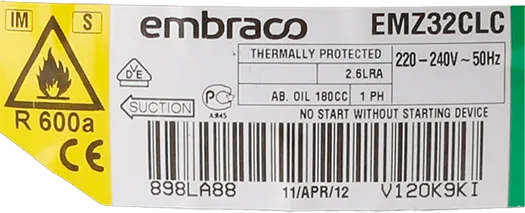 IM S
embraco EMZ32CLC
THERMALLY PROTECTED
220-240V~50Hz
2.6LRA
VDE
AB. OIL 180CC 1 PH
SUCTION
R 600a
NO START WITHOUT STARTING DEVICE
CE
898LA88 11/APR/12 V120K9KI